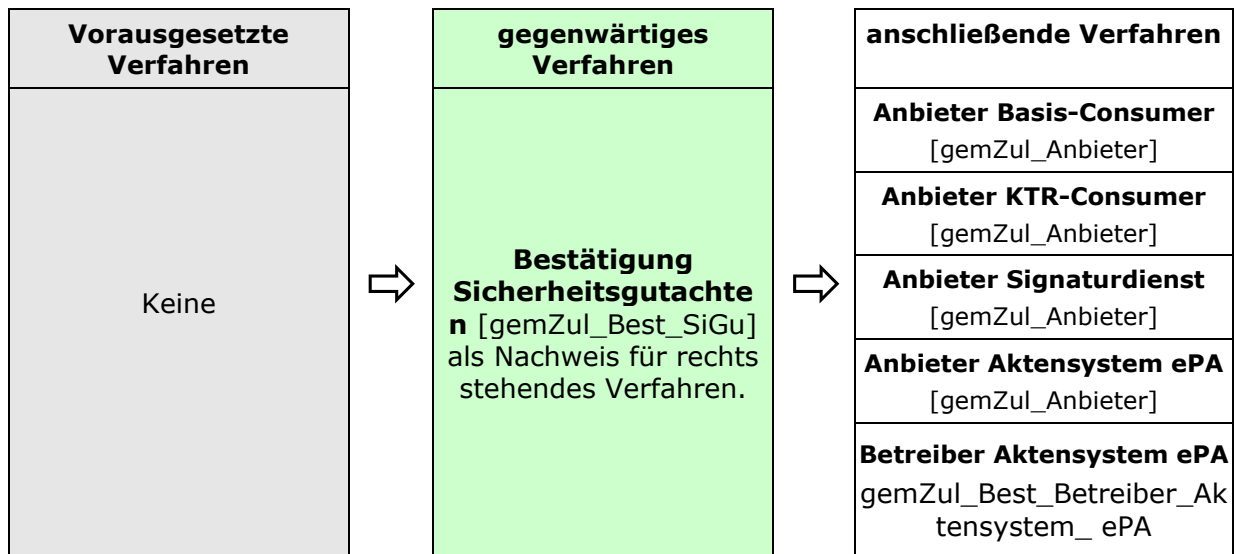 Vorausgesetzte
Verfahren
Keine
gegenwärtiges
Verfahren
Bestätigung
Sicherheitsgutachte
n [gemZul_Best_SiGu]
als Nachweis für rechts
stehendes Verfahren.
anschließende Verfahren
Anbieter Basis-Consumer
[gemZul_Anbieter]
Anbieter KTR-Consumer
[gemZul_Anbieter]
Anbieter Signaturdienst
[gemZul_Anbieter]
Anbieter Aktensystem ePA
[gemZul_Anbieter]
Betreiber Aktensystem ePA
gemZul_Best_Betreiber_Ak
tensystem_ ePA